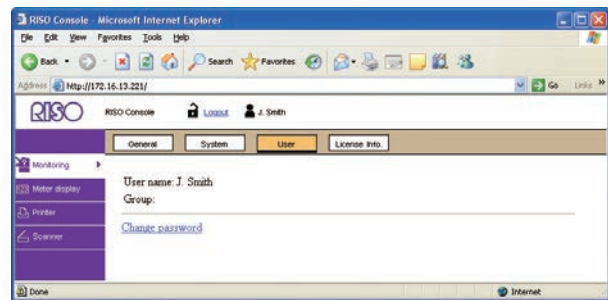 RISO Console - Microsoft Internet Explorer
File Edit View Favorites Tools Help
Back Search Favorites
Address http://172.16.13.221/ Go Links »
RISO RISO Console Logout J. Smith
General System User License Info.
Monitoring
Meter display
Printer
Scanner
User name: J. Smith
Group:
Change password
Done Internet